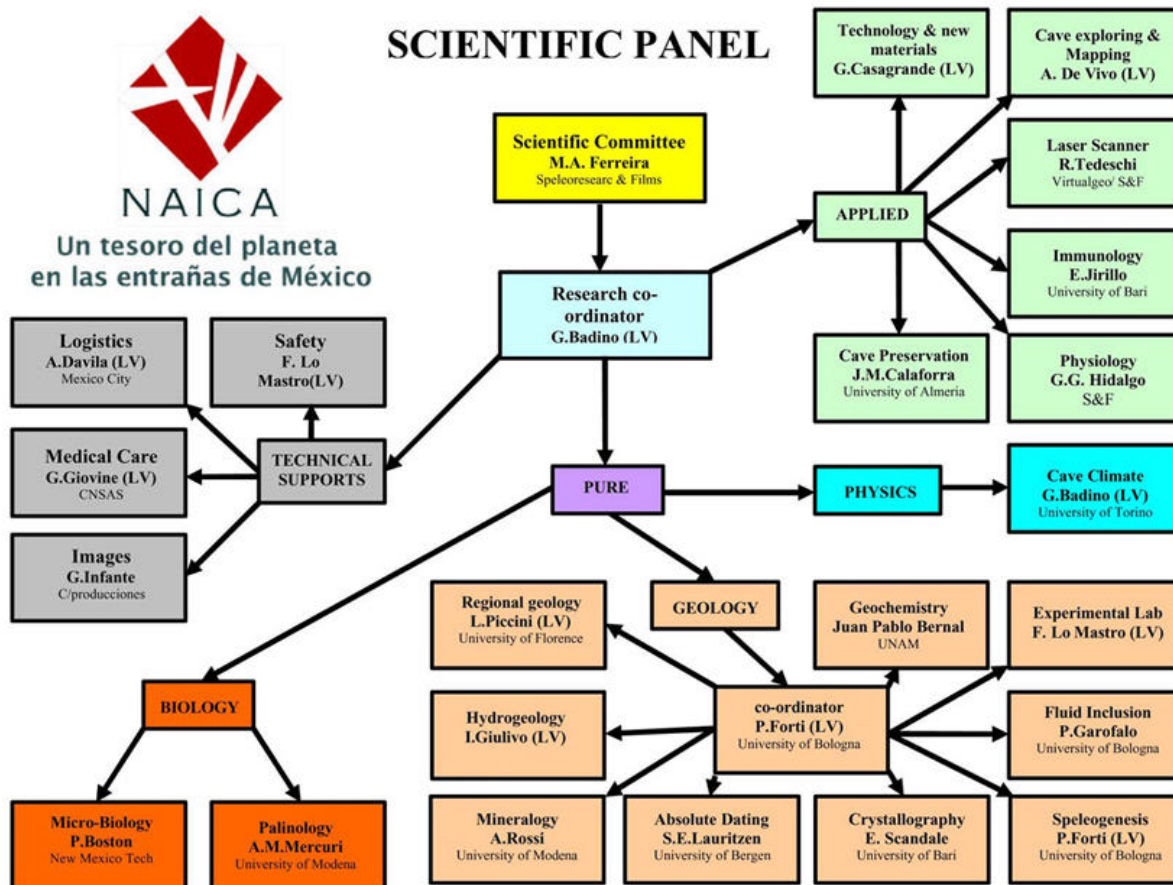 SCIENTIFIC PANEL
NAICA
Un tesoro del planeta
en las entrañas de México
Scientific Committee
M.A. Ferreira
Speleoresearc & Films
Research co-
ordinator
G.Badino (LV)
Technology & new
materials
G.Casagrande (LV)
Cave exploring &
Mapping
A. De Vivo (LV)
Laser Scanner
R.Tedeschi
Virtualgeo/ S&F
APPLIED
Immunology
E.Jirillo
University of Bari
Cave Preservation
J.M.Calaforra
University of Almeria
Physiology
G.G. Hidalgo
S&F
Logistics
A.Davila (LV)
Mexico City
Safety
F. Lo
Mastro(LV)
Medical Care
G.Giovine (LV)
CNSAS
TECHNICAL
SUPPORTS
Images
G.Infante
C/producciones
PURE
PHYSICS
Cave Climate
G.Badino (LV)
University of Torino
GEOLOGY
Regional geology
L.Piccini (LV)
University of Florence
Geochemistry
Juan Pablo Bernal
UNAM
Experimental Lab
F. Lo Mastro (LV)
Hydrogeology
I.Giulivo (LV)
co-ordinator
P.Forti (LV)
University of Bologna
Fluid Inclusion
P.Garofalo
University of Bologna
Mineralogy
A.Rossi
University of Modena
Absolute Dating
S.E.Lauritzen
University of Bergen
Crystallography
E. Scandale
University of Bari
Speleogenesis
P.Forti (LV)
University of Bologna
BIOLOGY
Micro-Biology
P.Boston
New Mexico Tech
Palinology
A.M.Mercuri
University of Modena